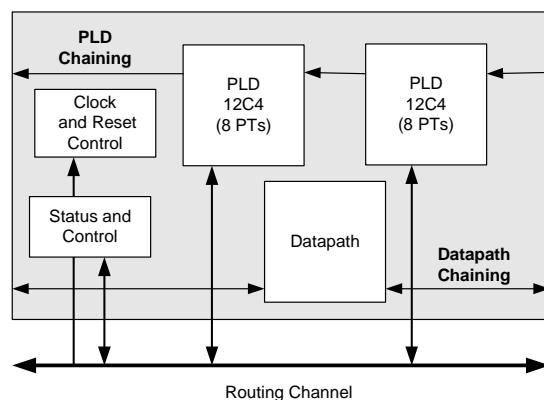 PLD
Chaining
PLD
12C4
(8 PTs)
PLD
12C4
(8 PTs)
Clock
and Reset
Control
Status and
Control
Datapath
Datapath
Chaining
Routing Channel